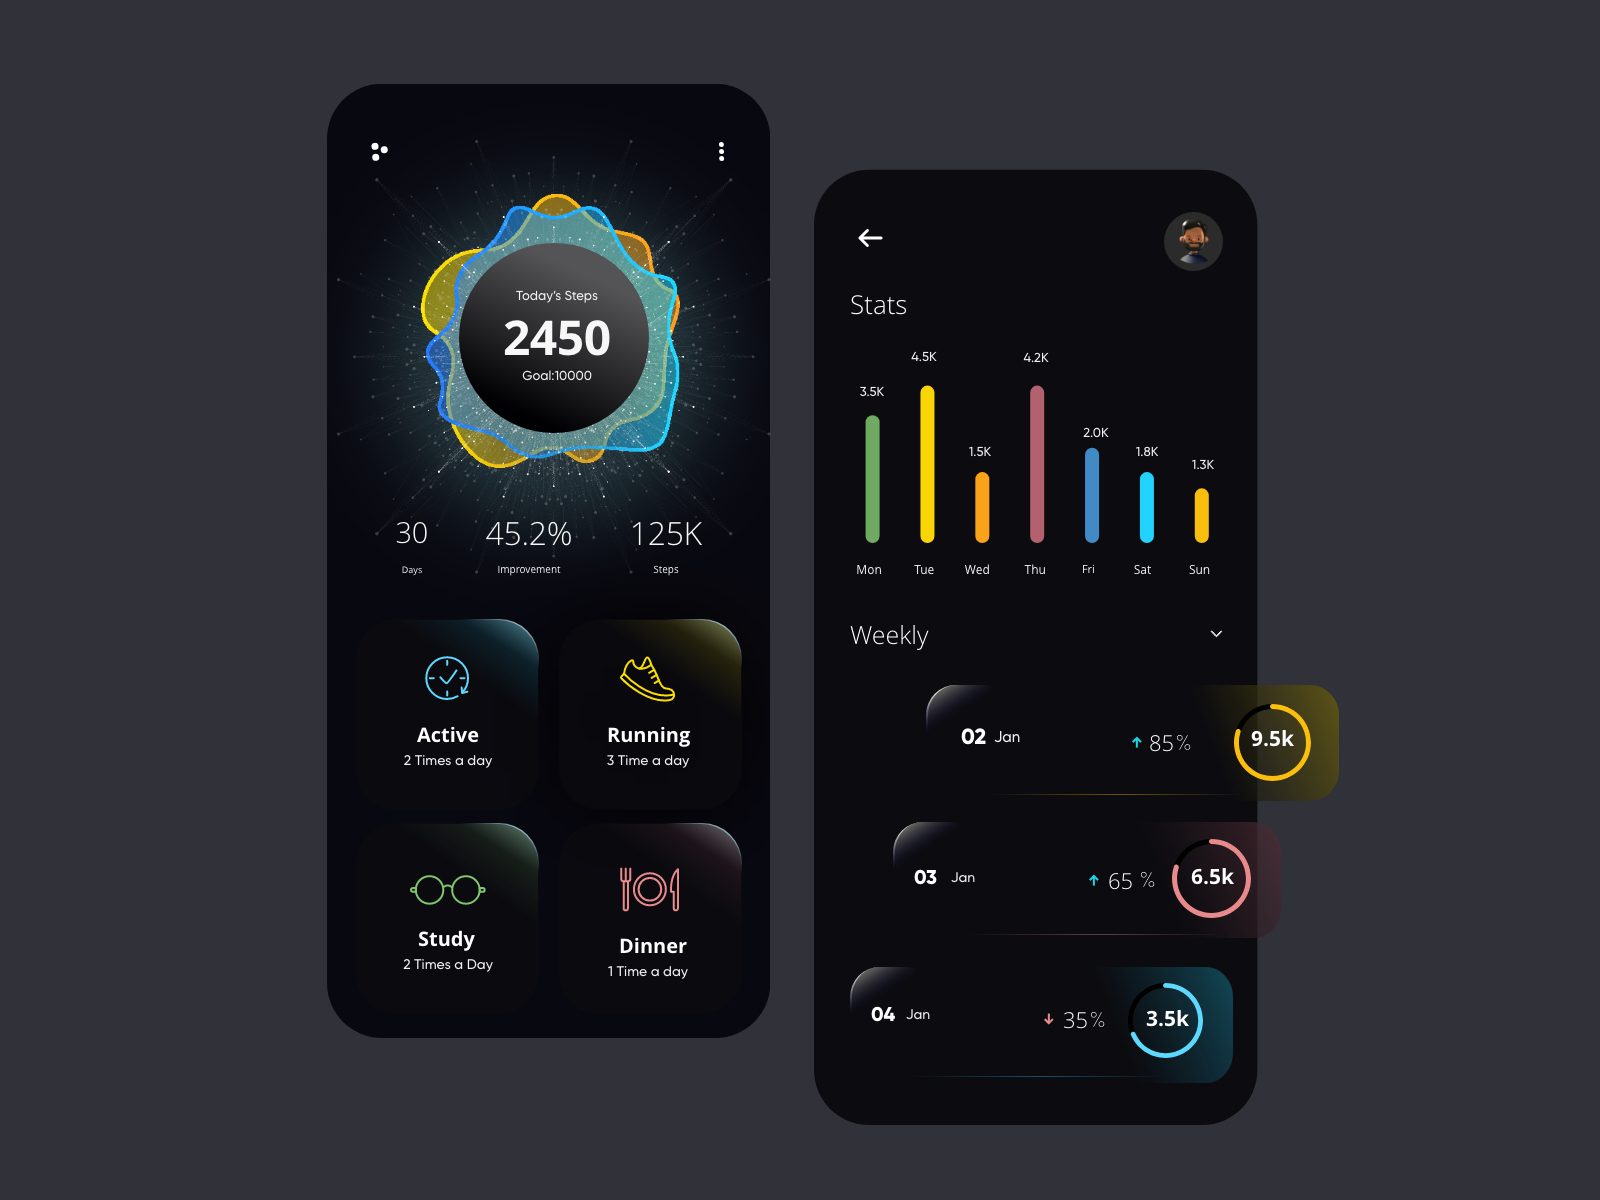 Today's Steps
2450
Goal:10000
30
45.2%
125K
Days
Improvement
Steps
Active
2 Times a day
Running
3 Time a day
Study
2 Times a Day
Dinner
1 Time a day
Stats
3.5K
4.5K
1.5K
4.2K
2.0K
1.8K
1.3K
Mon
Tue
Wed
Thu
Fri
Sat
Sun
Weekly
02 Jan
85%
9.5k
03 Jan
65 %
6.5k
04 Jan
35%
3.5k